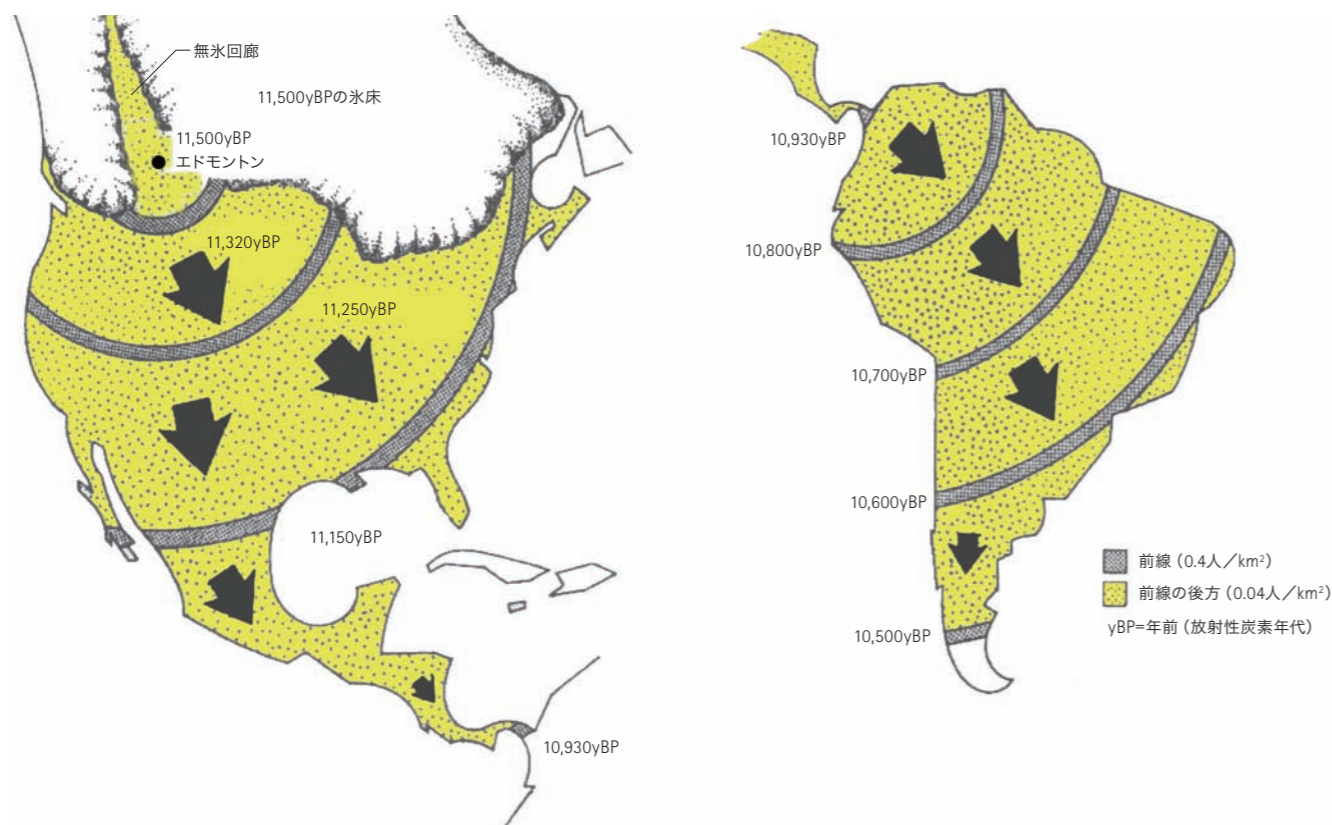 無氷回廊
11,500yBPの氷床
11,500yBP
エドモントン
11,320yBP
11,250yBP
11,150yBP
10,930yBP
10,930yBP
10,800yBP
10,700yBP
10,600yBP
10,500yBP
前線（0.4人／km²）
前線の後方（0.04人／km²）
yBP=年前（放射性炭素年代）